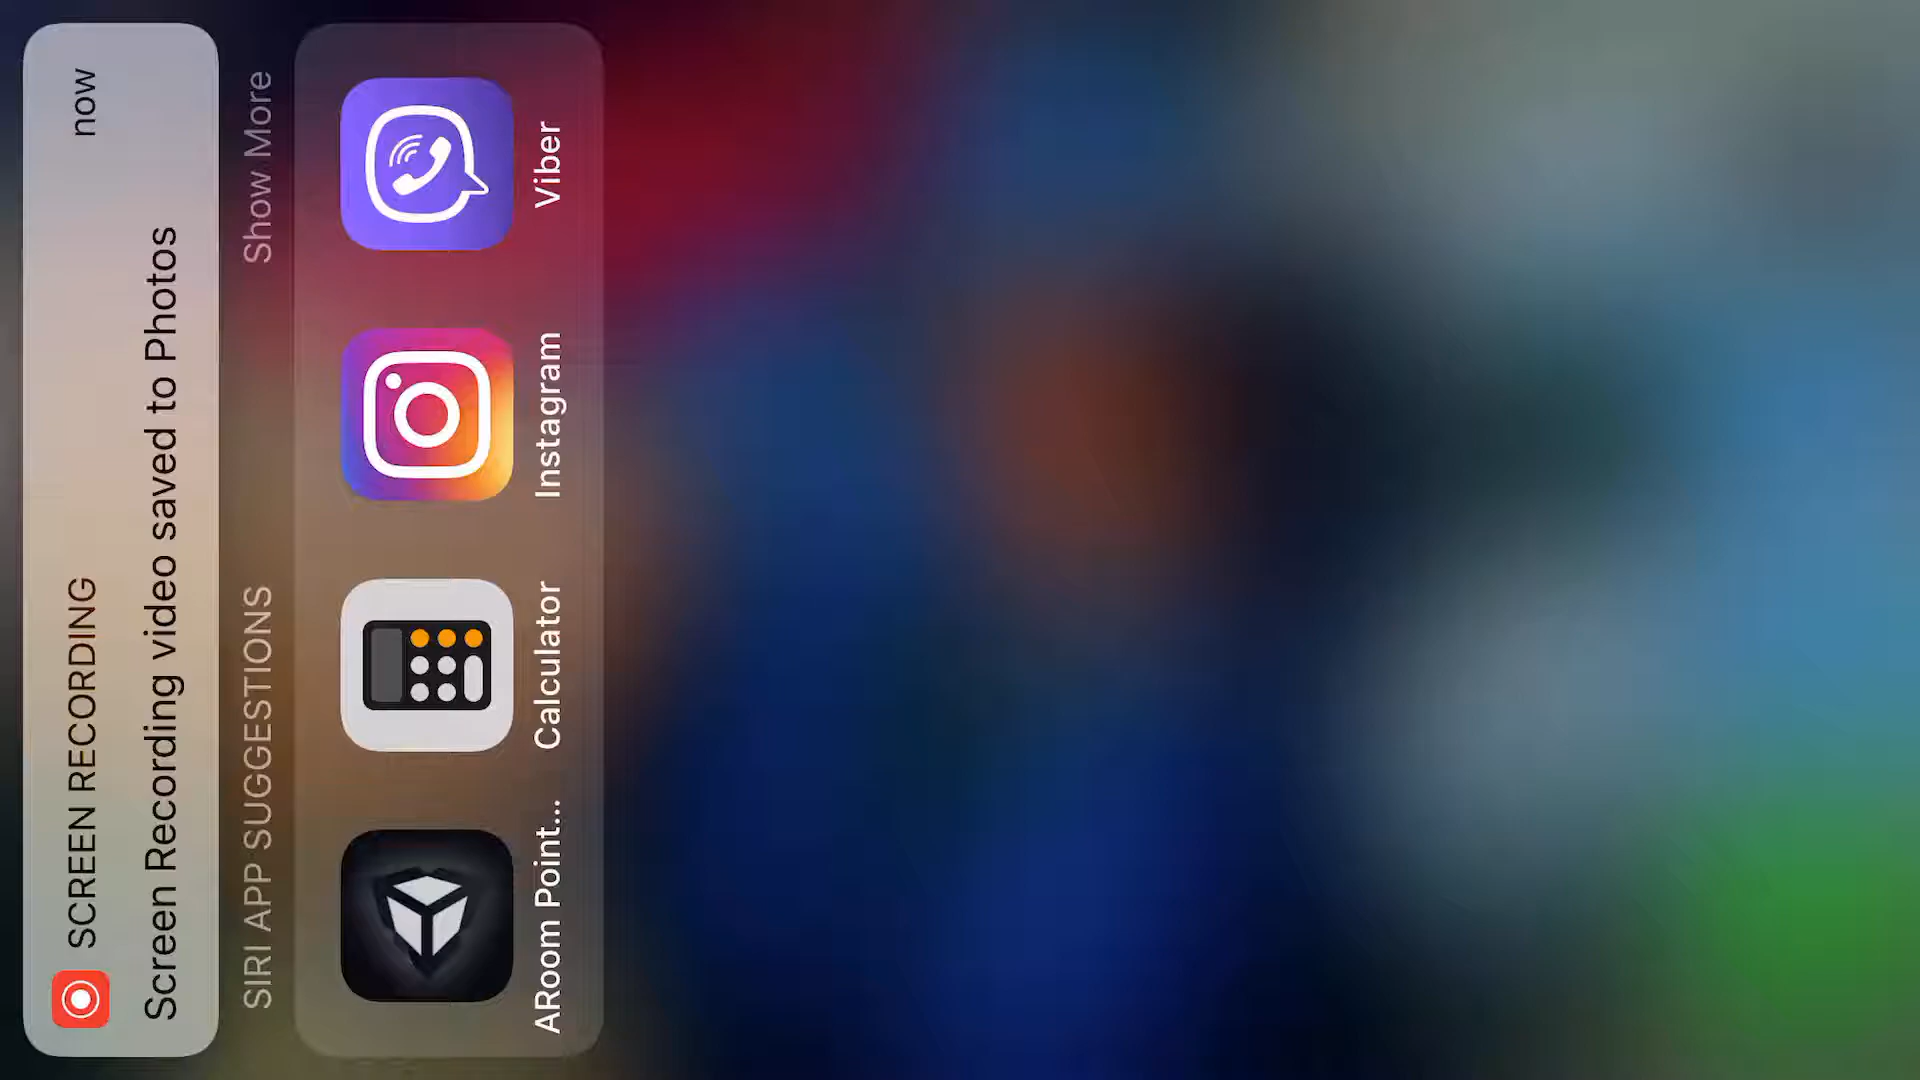 SCREEN RECORDING now
Screen Recording video saved to Photos
SIRI APP SUGGESTIONS Show More
ARoom Point... Calculator Instagram Viber